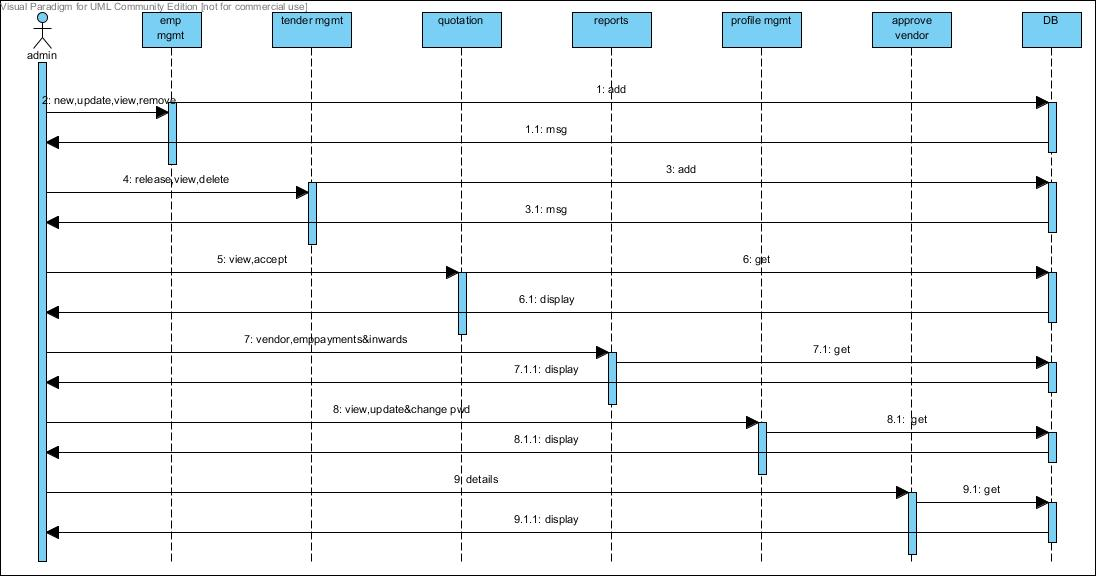 Visual Paradigm for UML Community Edition [not for commercial use]
admin
emp
mgmt
tender mgmt
quotation
reports
profile mgmt
approve
vendor
DB
1: add
2: new,update,view,remove
1.1: msg
3: add
4: release,view,delete
3.1: msg
5: view,accept
6: get
6.1: display
7: vendor,emppayments&inwards
7.1: get
7.1.1: display
8: view,update&change pwd
8.1: get
8.1.1: display
9: details
9.1: get
9.1.1: display